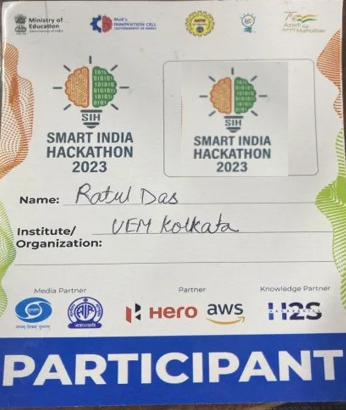 Ministry of
Education
Government of India
MoE's
INNOVATION CELL
(GOVERNMENT OF INDIA)
AICTE
Azadi Ka
Amrit Mahotsav
SIH
SMART INDIA
HACKATHON
2023
SIH
SMART INDIA
HACKATHON
2023
Name: Ratul Das
Institute/ UEM Kolkata
Organization:
Media Partner
Partner
Knowledge Partner
Hero
aws
H2S
PARTICIPANT